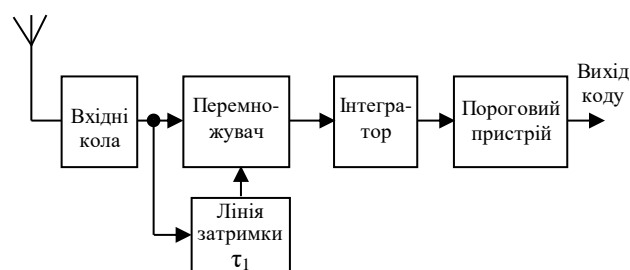 Вхідні
кола
Перемно-
жувач
Інтегра-
тор
Пороговий
пристрій
Вихід
коду
Лінія
затримки
τ1